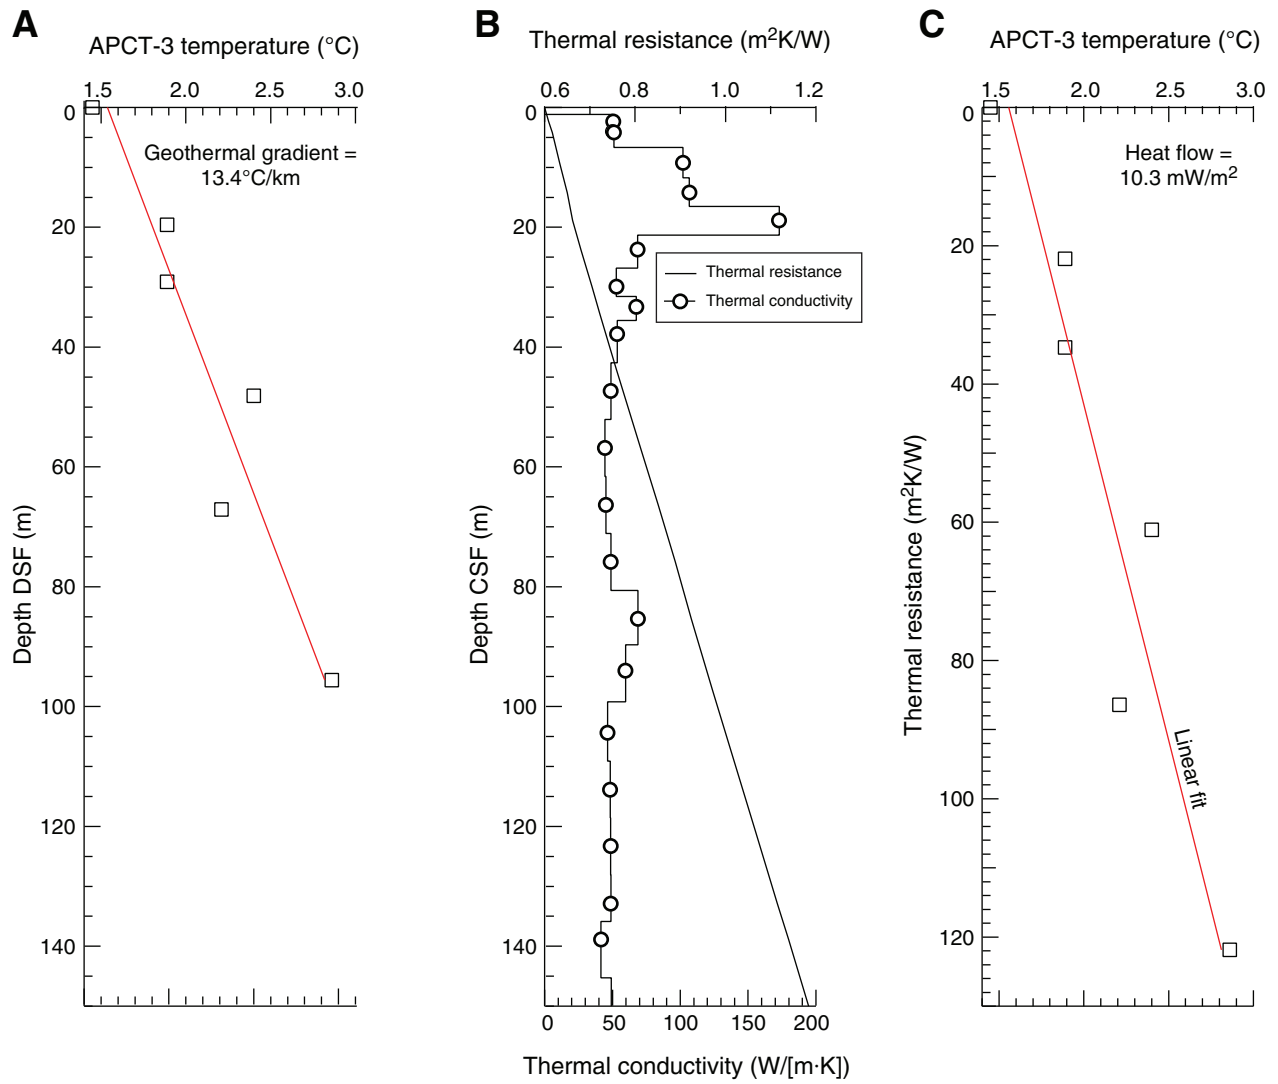 A
APCT-3 temperature (°C)
1.5 2.0 2.5 3.0
0
20
40
60
80
100
120
140
Depth DSF (m)
Geothermal gradient =
13.4°C/km
B
Thermal resistance (m²K/W)
0.6 0.8 1.0 1.2
0
20
40
60
80
100
120
140
Depth CSF (m)
Thermal resistance
Thermal conductivity
0 50 100 150 200
Thermal conductivity (W/[m·K])
C
APCT-3 temperature (°C)
1.5 2.0 2.5 3.0
0
20
40
60
80
100
120
Thermal resistance (m²K/W)
Heat flow =
10.3 mW/m²
Linear fit